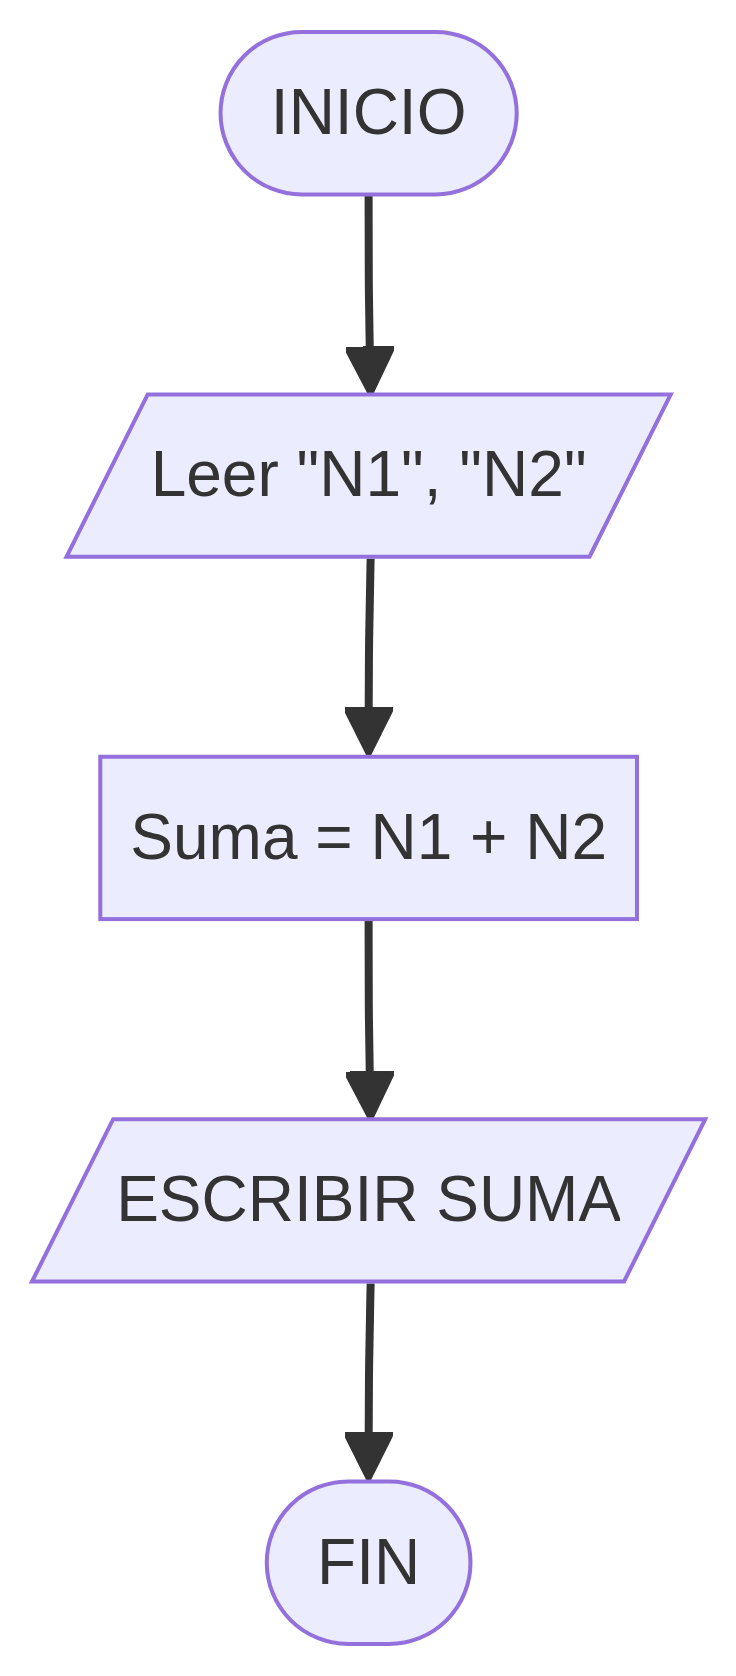 INICIO
Leer "N1", "N2"
Suma = N1 + N2
ESCRIBIR SUMA
FIN